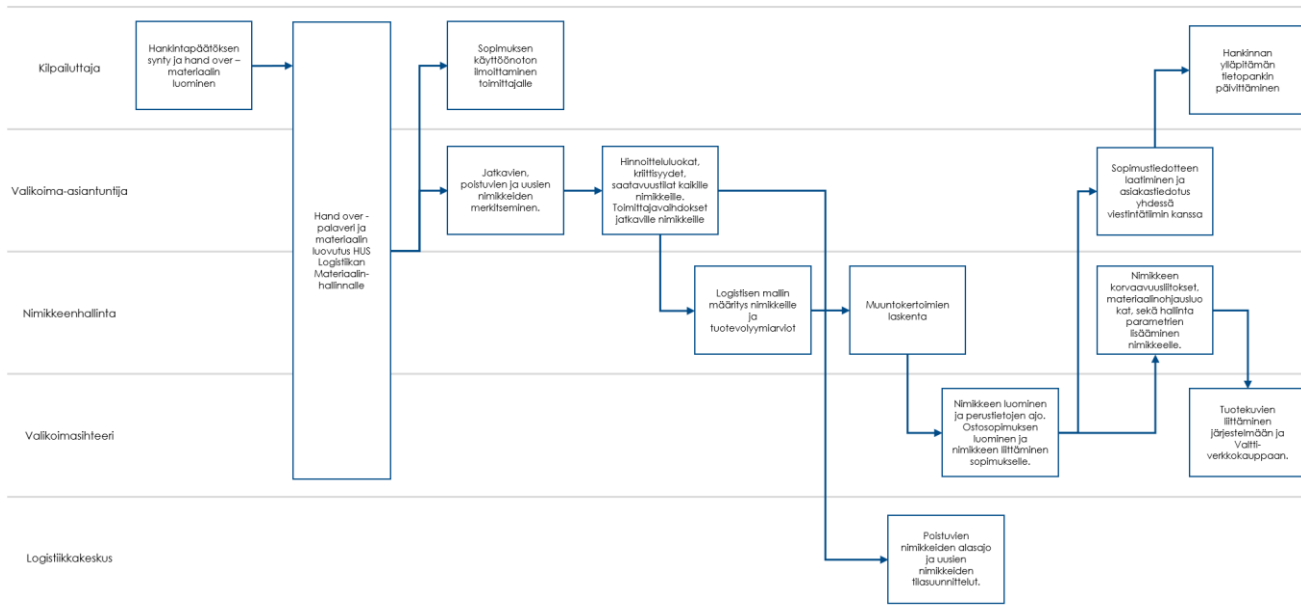 Kilpailuttaja
Hankintapäätöksen
synty ja hand over –
materiaalin
luominen
Sopimuksen
käyttöönoton
ilmoittaminen
toimittajalle
Hankinnan
ylläpitämän
tietopankin
päivittäminen
Valikoima-asiantuntija
Hand over -
palaveri ja
materiaalin
luovutus HUS
Logistiikan
Materiaalin-
hallinnalle
Jatkavien,
poistuvien ja uusien
nimikkeiden
merkitseminen.
Hinnoitteluluokat,
kriittisyydet,
saatavuustilat kaikille
nimikkeille.
Toimittajavaihdokset
jatkaville nimikkeille
Sopimustiedotteen
laatiminen ja
asiakastiedotus
yhdessä
viestintätiimin kanssa
Nimikkeenhallinta
Logistisen mallin
määritys nimikkeille
ja
tuotevolyymiarviot
Muuntokertoimien
laskenta
Nimikkeen
korvaavuusliitokset,
materiaalinohjausluo
kat, sekä hallinta
parametrien
lisääminen
nimikkeelle.
Valikoimasihteeri
Nimikkeen luominen
ja perustietojen ajo.
Ostosopimuksen
luominen ja
nimikkeen liittäminen
sopimukselle.
Tuotekuvien
liittäminen
järjestelmään ja
Valtti-
verkkokauppaan.
Logistiikkakeskus
Poistuvien
nimikkeiden alasajo
ja uusien
nimikkeiden
tilasuunnittelut.